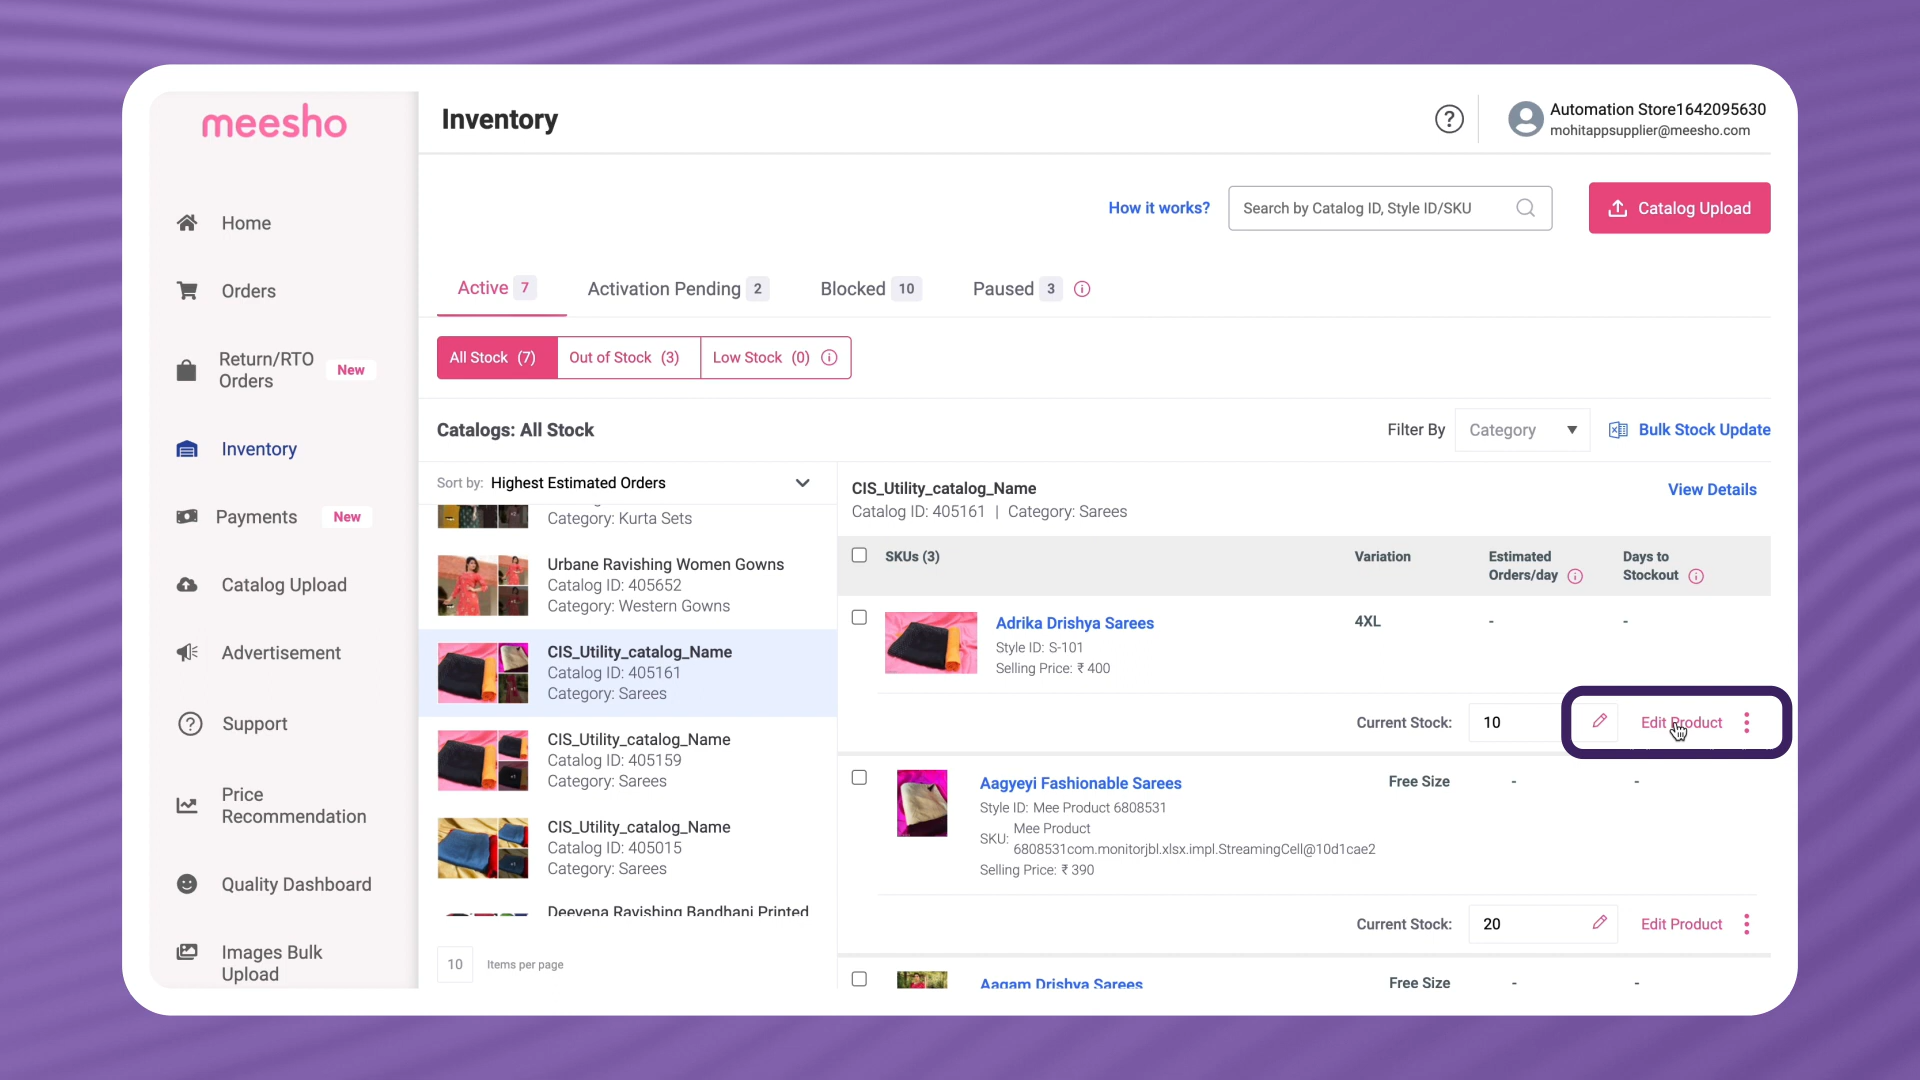 meesho
Inventory
Automation Store1642095630
mohitappsupplier@meesho.com
Home
Orders
Return/RTO
Orders
New
Inventory
Payments
New
Catalog Upload
Advertisement
Support
Price
Recommendation
Quality Dashboard
Images Bulk
Upload
How it works?
Search by Catalog ID, Style ID/SKU
Catalog Upload
Active 7
Activation Pending 2
Blocked 10
Paused 3
All Stock (7)
Out of Stock (3)
Low Stock (0)
Catalogs: All Stock
Filter By
Category
Bulk Stock Update
Sort by: Highest Estimated Orders
Category: Kurta Sets
Urbane Ravishing Women Gowns
Catalog ID: 405652
Category: Western Gowns
CIS_Utility_catalog_Name
Catalog ID: 405161
Category: Sarees
CIS_Utility_catalog_Name
Catalog ID: 405159
Category: Sarees
CIS_Utility_catalog_Name
Catalog ID: 405015
Category: Sarees
Deevena Ravishing Bandhani Printed
10
Items per page
CIS_Utility_catalog_Name
View Details
Catalog ID: 405161 | Category: Sarees
SKUs (3)
Variation
Estimated
Orders/day
Days to
Stockout
Adrika Drishya Sarees
4XL
-
-
Style ID: S-101
Selling Price: ₹ 400
Current Stock:
10
Edit Product
Aagyeyi Fashionable Sarees
Free Size
-
-
Style ID: Mee Product 6808531
SKU: Mee Product
6808531com.monitorjbl.xlsx.impl.StreamingCell@10d1cae2
Selling Price: ₹ 390
Current Stock:
20
Edit Product
Aagam Drishya Sarees
Free Size
-
-